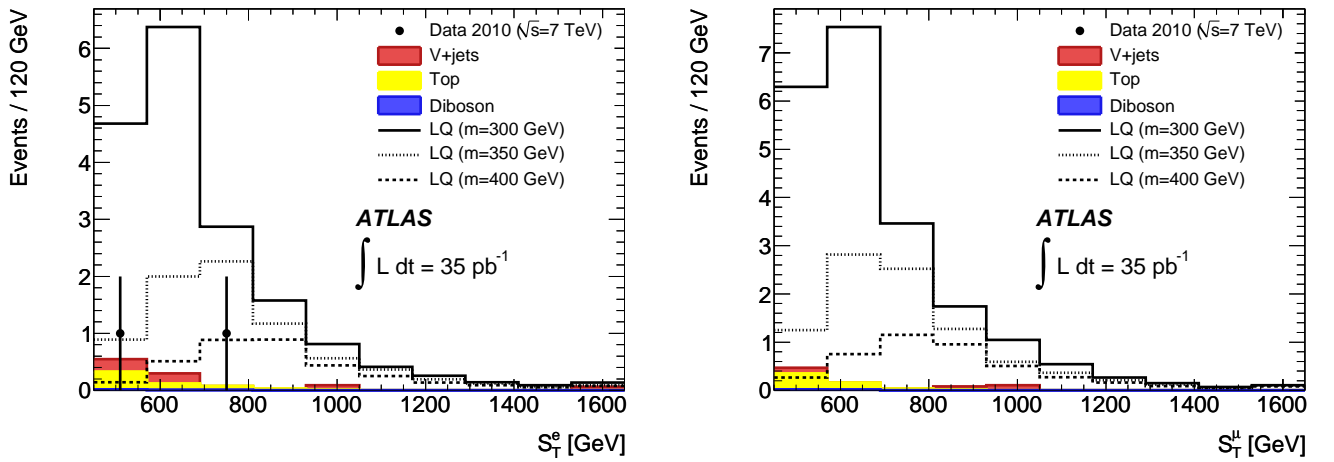 Events / 120 GeV
6
5
4
3
2
1
0
Data 2010 (√s=7 TeV)
V+jets
Top
Diboson
LQ (m=300 GeV)
LQ (m=350 GeV)
LQ (m=400 GeV)
ATLAS
∫ L dt = 35 pb⁻¹
600 800 1000 1200 1400 1600
S_T^e [GeV]
Events / 120 GeV
7
6
5
4
3
2
1
0
Data 2010 (√s=7 TeV)
V+jets
Top
Diboson
LQ (m=300 GeV)
LQ (m=350 GeV)
LQ (m=400 GeV)
ATLAS
∫ L dt = 35 pb⁻¹
600 800 1000 1200 1400 1600
S_T^μ [GeV]